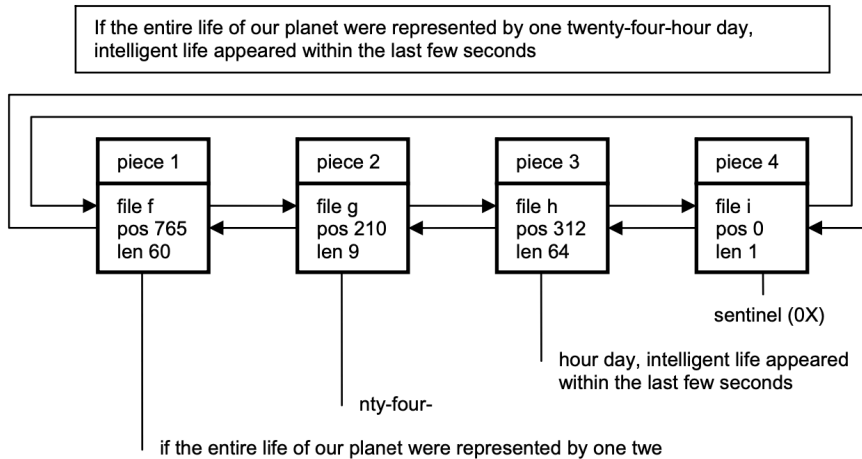 If the entire life of our planet were represented by one twenty-four-hour day,
intelligent life appeared within the last few seconds
piece 1
file f
pos 765
len 60
piece 2
file g
pos 210
len 9
piece 3
file h
pos 312
len 64
piece 4
file i
pos 0
len 1
sentinel (0X)
hour day, intelligent life appeared
within the last few seconds
nty-four-
if the entire life of our planet were represented by one twe